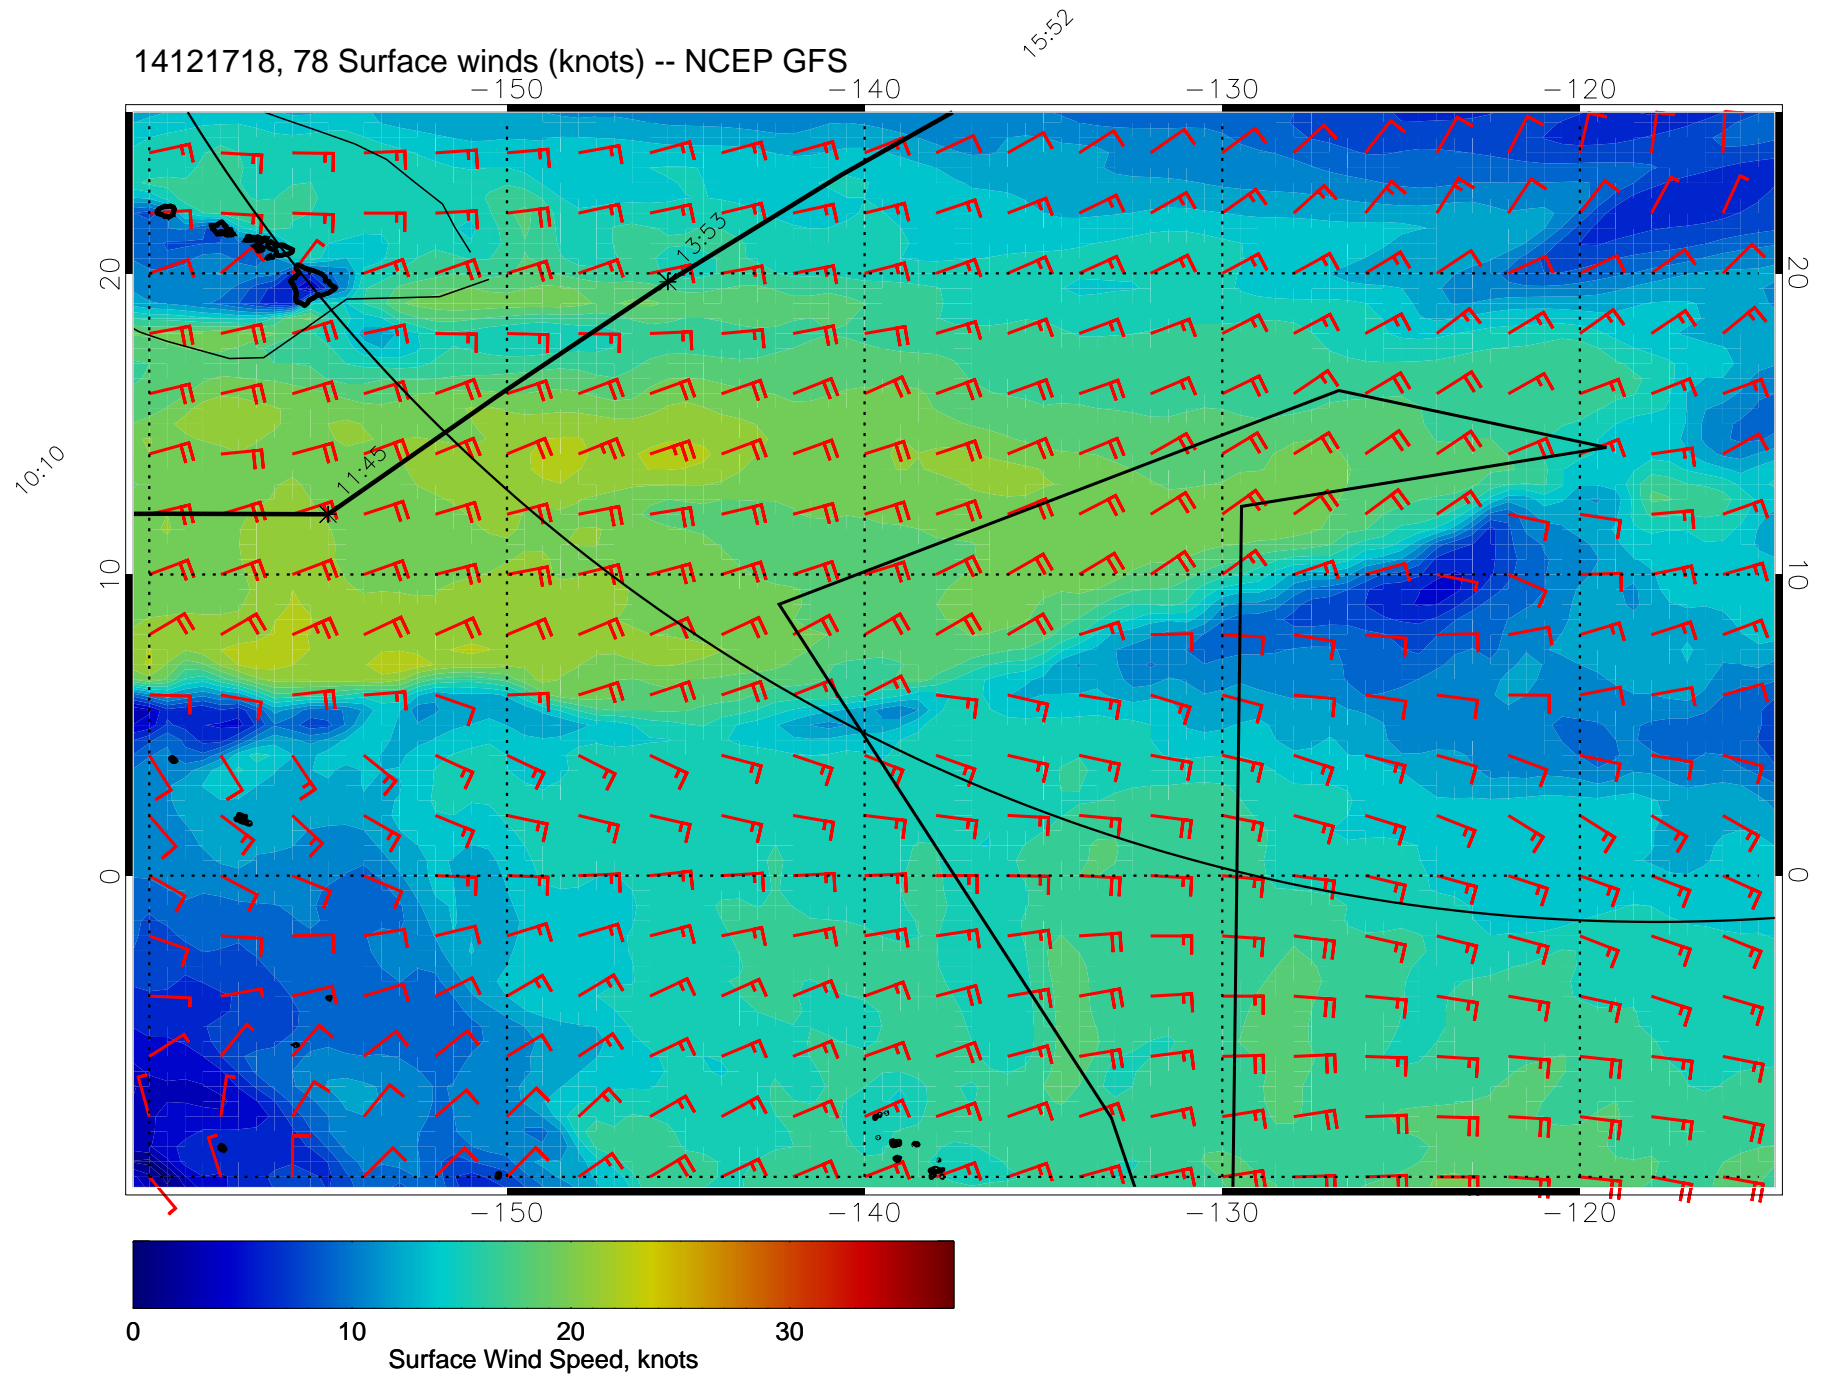 15:52
14121718, 78 Surface winds (knots) -- NCEP GFS
-150 -140 -130 -120
13:53
20 20
11:45
10:10
10 10
0 0
-150 -140 -130 -120
0 10 20 30
Surface Wind Speed, knots